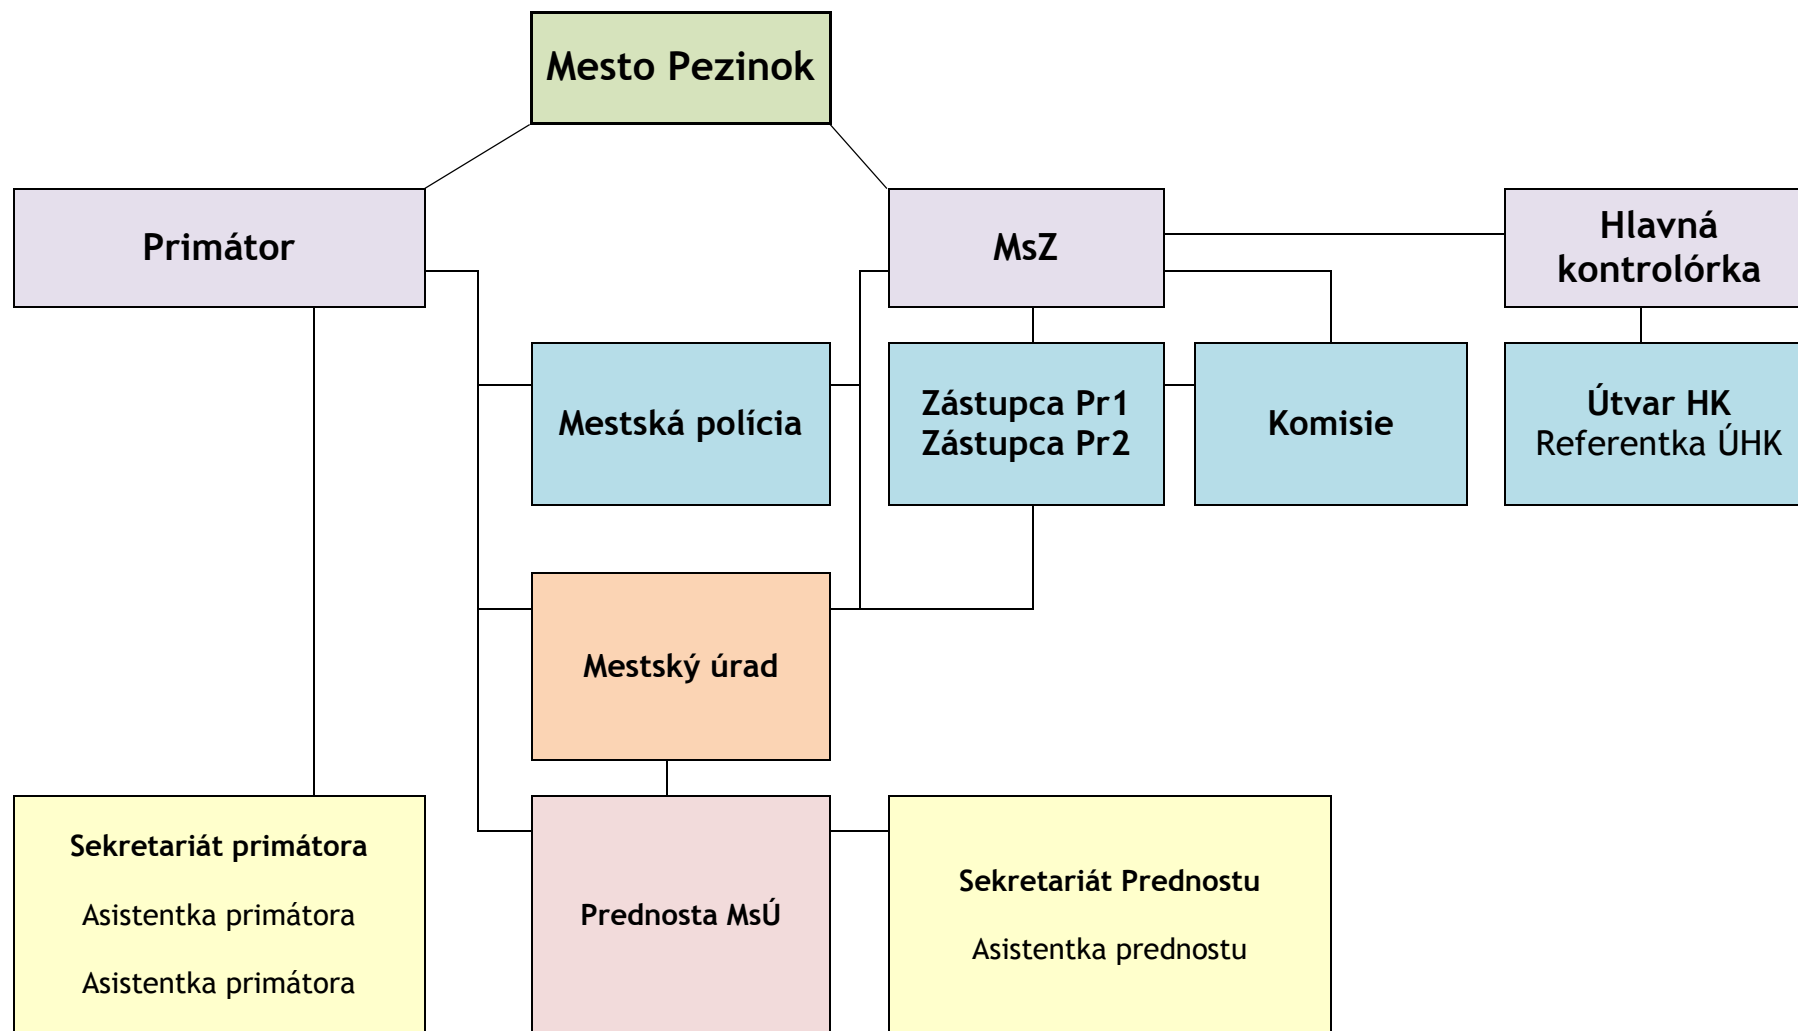 Mesto Pezinok
Primátor
MsZ
Hlavná
kontrolórka
Mestská polícia
Zástupca Pr1
Zástupca Pr2
Komisie
Útvar HK
Referentka ÚHK
Mestský úrad
Sekretariát primátora
Asistentka primátora
Asistentka primátora
Prednosta MsÚ
Sekretariát Prednostu
Asistentka prednostu